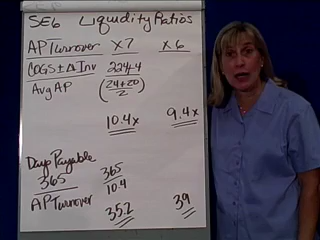 SE6 Liquidity Ratios
AP Turnover X7 X6
COGS ± Δ Inv 224-4
Avg AP (24+20 / 2)
10.4x 9.4x
Days Payable
365 365
AP Turnover 10.4
35.2 39